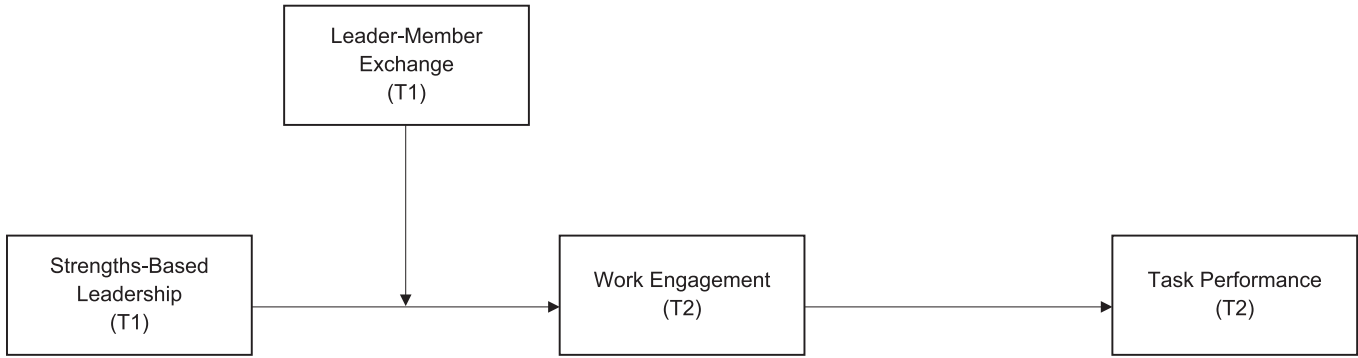 Leader-Member
Exchange
(T1)
Strengths-Based
Leadership
(T1)
Work Engagement
(T2)
Task Performance
(T2)